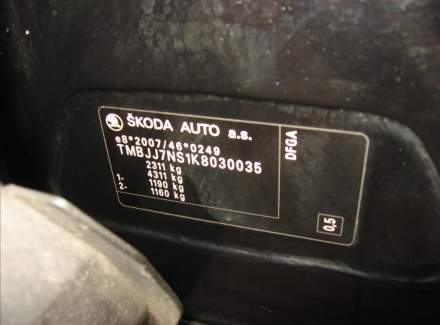 ŠKODA AUTO a.s.
e8*2007/46*0249
TMBJJ7NS1K8030035
2311 kg
1- 4311 kg
2- 1190 kg
1160 kg
DFGA
0,5